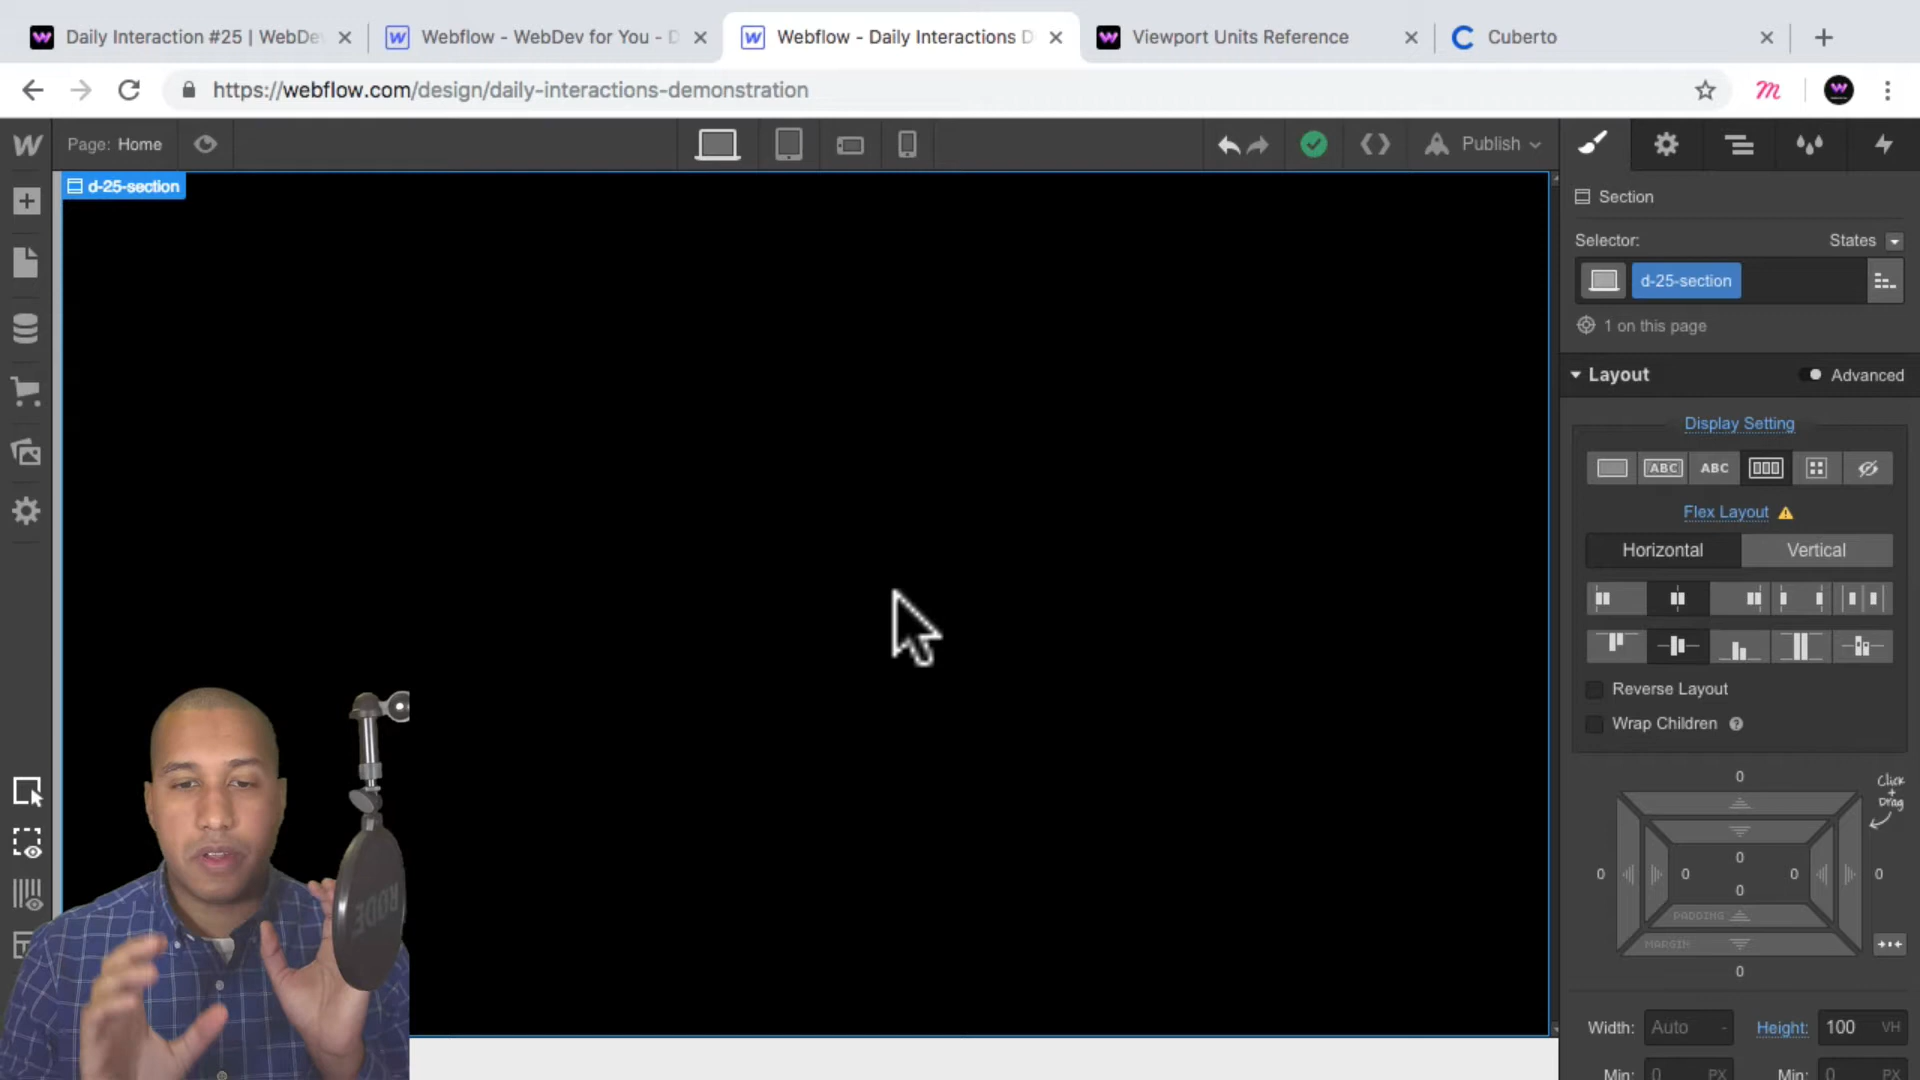 Daily Interaction #25 | WebDe
Webflow - WebDev for You - D
Webflow - Daily Interactions D
Viewport Units Reference
Cuberto
https://webflow.com/design/daily-interactions-demonstration
Page: Home
Publish
d-25-section
Section
Selector:
States
d-25-section
1 on this page
Layout
Advanced
Display Setting
ABC
ABC
Flex Layout
Horizontal
Vertical
Reverse Layout
Wrap Children
0
Click
+
Drag
0
0
0
0
0
0
PADDING
MARGIN
0
Width:
Auto
-
Height:
100
VH
Min:
0
PX
Min:
0
PX
RODE